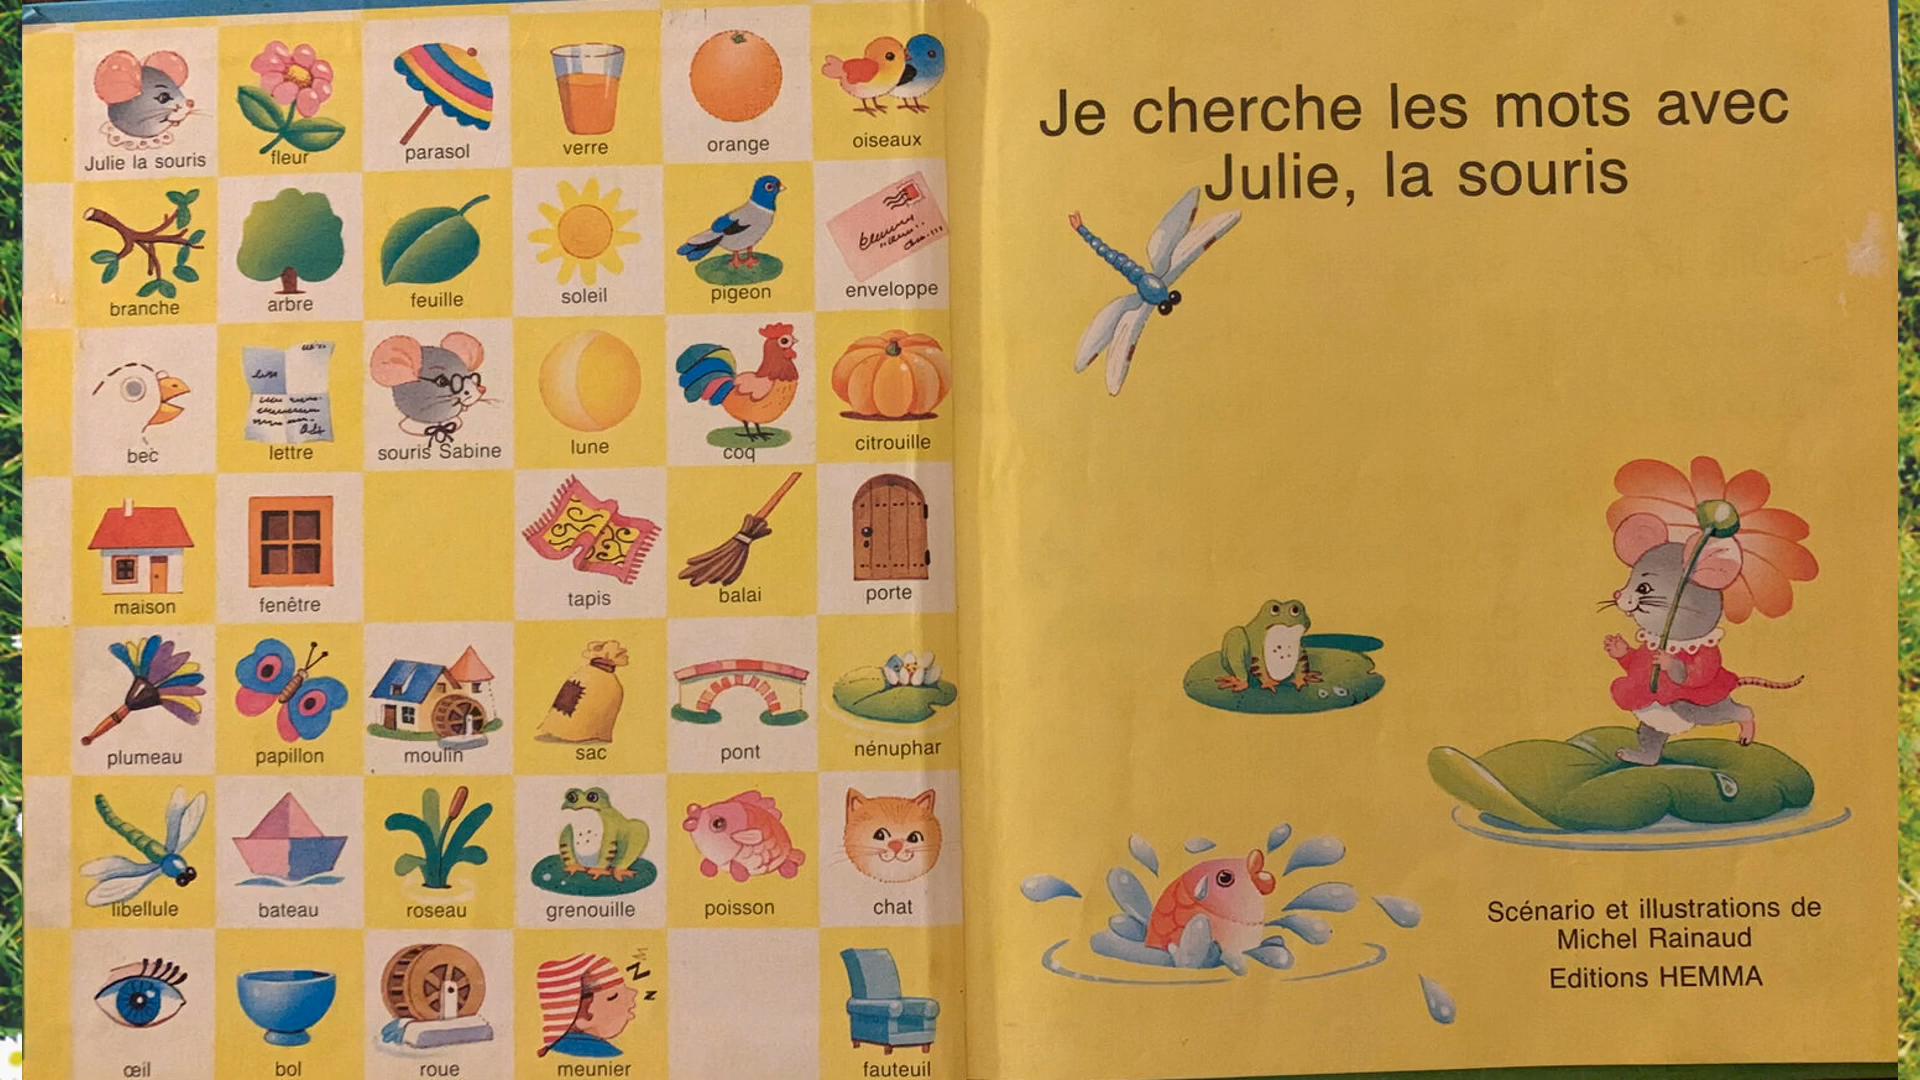 Julie la souris
fleur
parasol
verre
orange
oiseaux
branche
arbre
feuille
soleil
pigeon
enveloppe
bec
lettre
souris Sabine
lune
coq
citrouille
maison
fenêtre
tapis
balai
porte
plumeau
papillon
moulin
sac
pont
nénuphar
libellule
bateau
roseau
grenouille
poisson
chat
œil
bol
roue
meunier
fauteuil
Je cherche les mots avec
Julie, la souris
Scénario et illustrations de
Michel Rainaud
Editions HEMMA